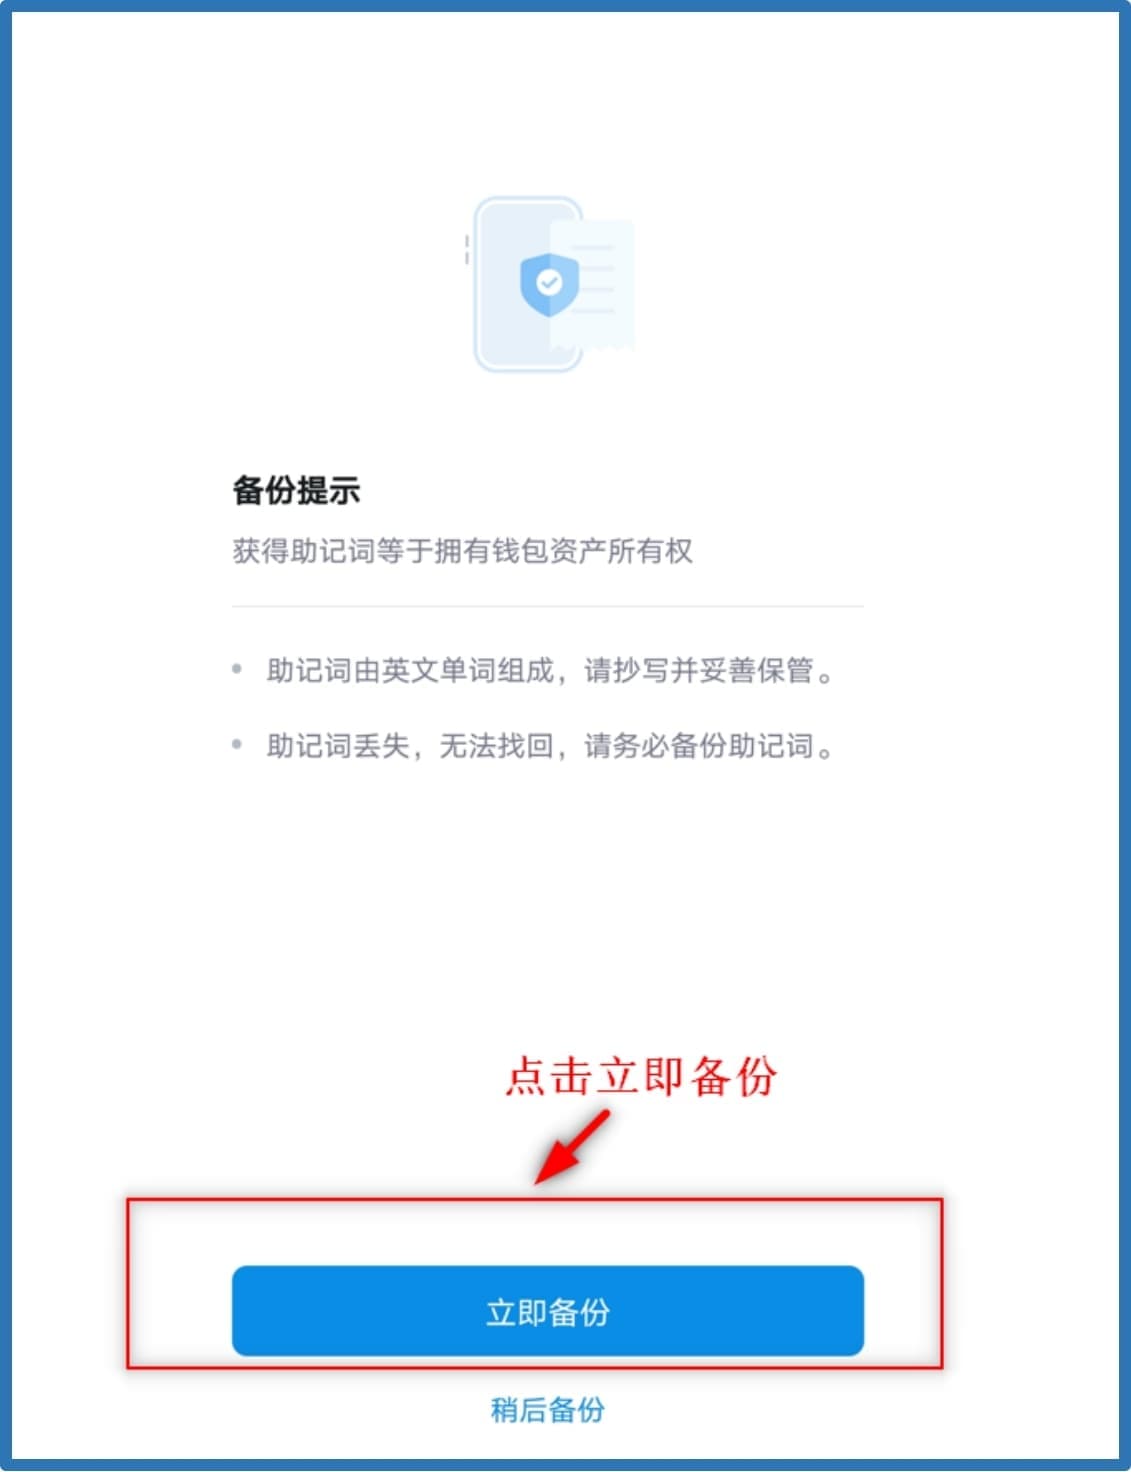 备份提示
获得助记词等于拥有钱包资产所有权
助记词由英文单词组成，请抄写并妥善保管。
助记词丢失，无法找回，请务必备份助记词。
点击立即备份
立即备份
稍后备份